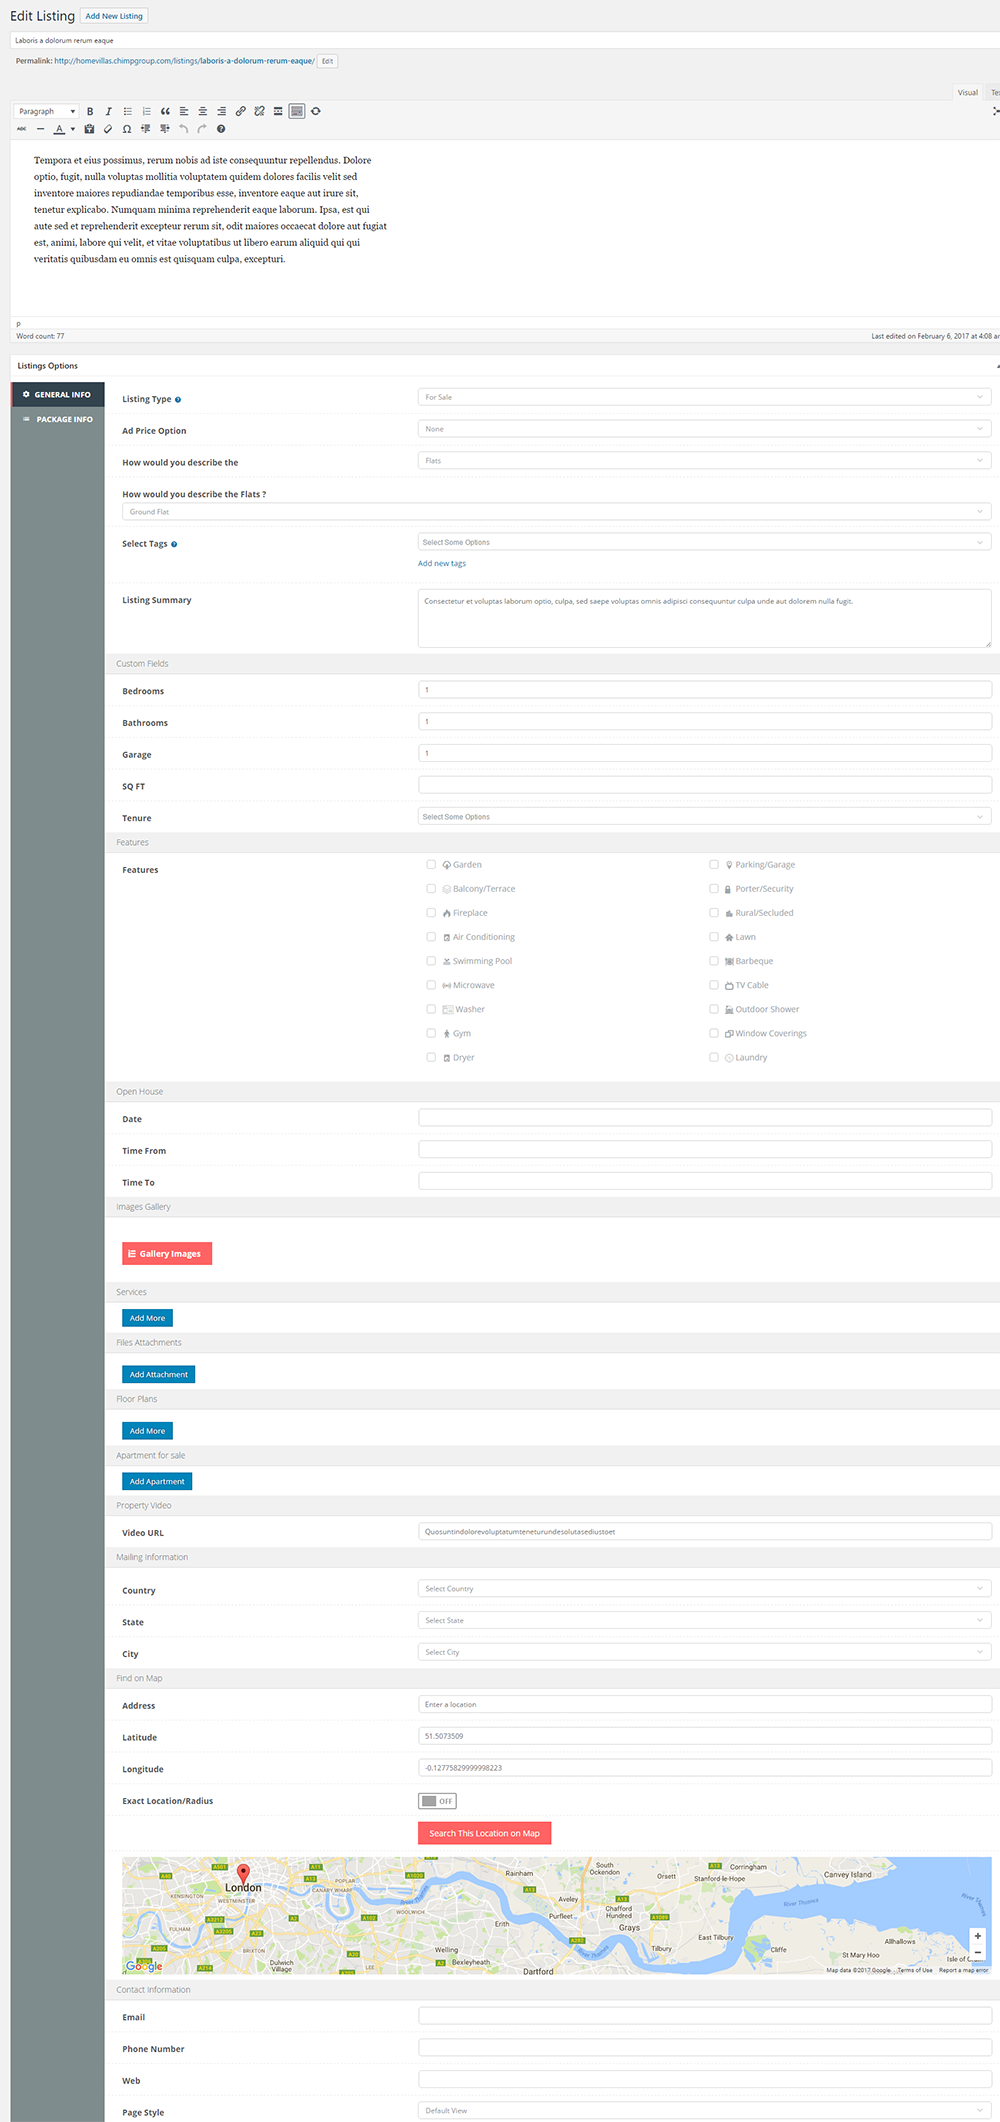 Edit Listing Add New Listing
Laboris a dolorum rerum eaque
Permalink: http://homevillas.chimpgroup.com/listings/laboris-a-dolorum-rerum-eaque/ Edit
Visual
Paragraph
Tempora et eius possimus, rerum nobis ad iste consequuntur repellendus. Dolore
optio, fugit, nulla voluptas mollitia voluptatem quidem dolores facilis velit sed
inventore maiores repudiandae temporibus esse, inventore eaque aut irure sit,
tenetur explicabo. Numquam minima reprehenderit eaque laborum. Ipsa, est qui
aute sed et reprehenderit excepteur rerum sit, odit maiores occaecat dolore aut fugiat
est, animi, labore qui velit, et vitae voluptatibus ut libero earum aliquid qui qui
veritatis quibusdam eu omnis est quisquam culpa, excepturi.
p
Word count: 77 Last edited on February 6, 2017 at 4:08
Listings Options
GENERAL INFO
PACKAGE INFO
Listing Type For Sale
Ad Price Option None
How would you describe the Flats
How would you describe the Flats ?
Ground Flat
Select Tags Select Some Options
Add new tags
Listing Summary Consectetur et voluptas laborum optio, culpa, sed saepe voluptas omnis adipisci consequuntur culpa unde aut dolorem nulla fugit.
Custom Fields
Bedrooms 1
Bathrooms 1
Garage 1
SQ FT
Tenure Select Some Options
Features
Features
Garden Parking/Garage
Balcony/Terrace Porter/Security
Fireplace Rural/Secluded
Air Conditioning Lawn
Swimming Pool Barbeque
Microwave TV Cable
Washer Outdoor Shower
Gym Window Coverings
Dryer Laundry
Open House
Date
Time From
Time To
Images Gallery
Gallery Images
Services
Add More
Files Attachments
Add Attachment
Floor Plans
Add More
Apartment for sale
Add Apartment
Property Video
Video URL Quosuntindolorevoluptatumteneturundesolutasediustoet
Mailing Information
Country Select Country
State Select State
City Select City
Find on Map
Address Enter a location
Latitude 51.5073509
Longitude -0.12775829999998223
Exact Location/Radius OFF
Search This Location on Map
London
KENSINGTON
WESTMINSTER
POPLAR
CANARY WHARF
WOOLWICH
FULHAM
BRIXTON
Dulwich
Village
LEE
Welling
Bexleyheath
Erith
Dartford
Rainham
Aveley
Purfleet
South
Ockendon
Chafford
Hundred
Grays
Orsett
Tilbury
East Tilbury
Stanford-le-Hope
Corringham
Canvey Island
River Thames
Cliffe
St Mary Hoo
Allhallows
Google Map data ©2017 Google Terms of Use Report a map error
Contact Information
Email
Phone Number
Web
Page Style Default View